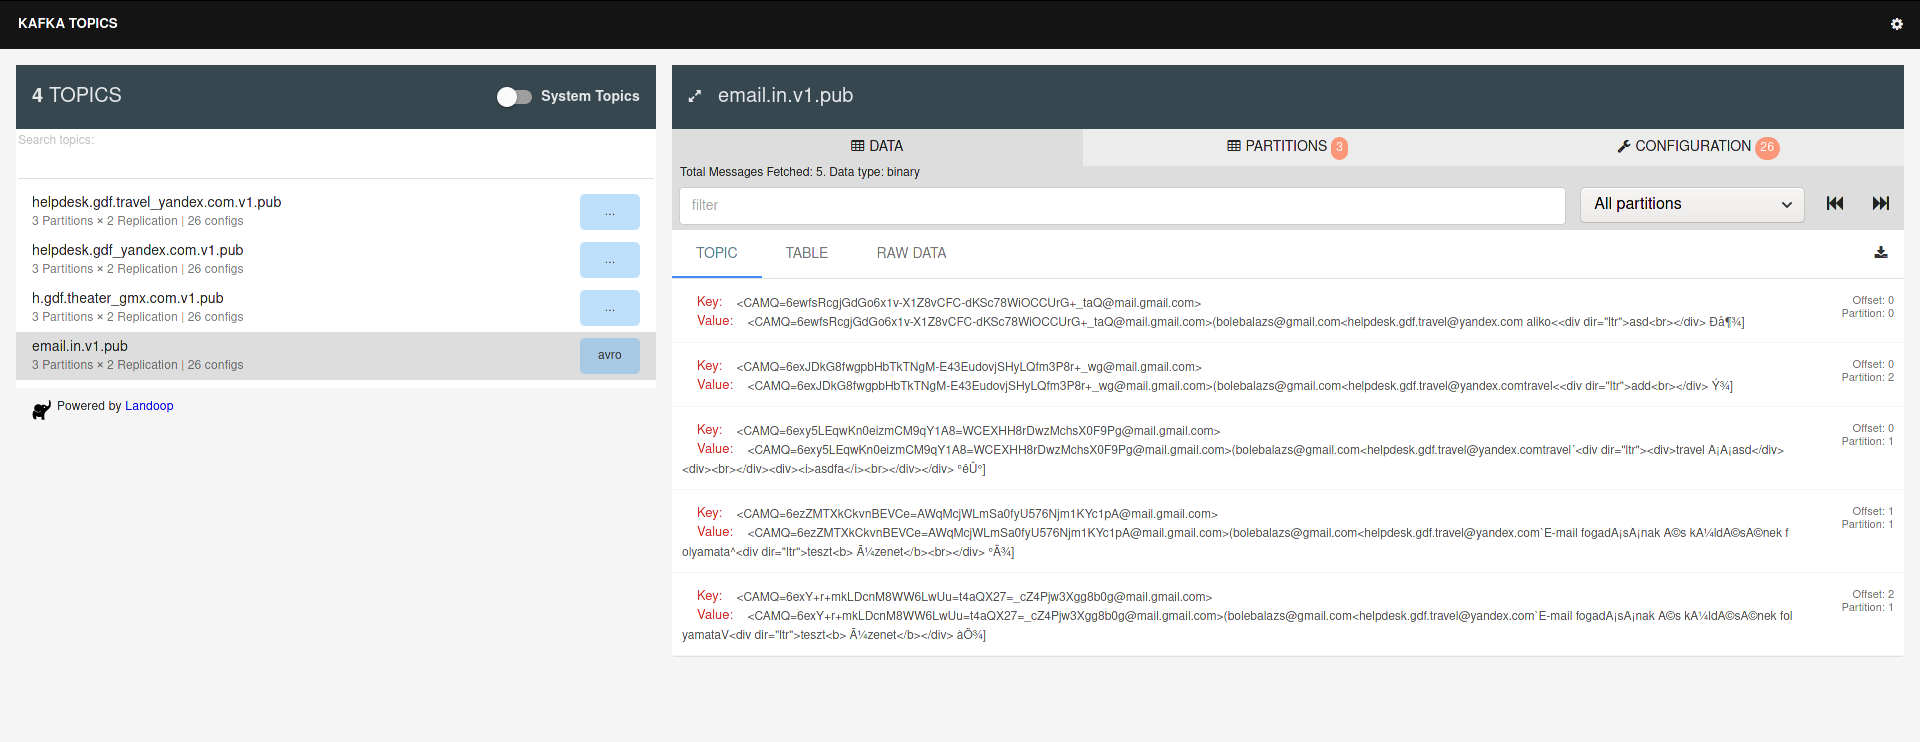 KAFKA TOPICS
4 TOPICS
System Topics
Search topics:
helpdesk.gdf.travel_yandex.com.v1.pub
3 Partitions × 2 Replication | 26 configs
...
helpdesk.gdf_yandex.com.v1.pub
3 Partitions × 2 Replication | 26 configs
...
h.gdf.theater_gmx.com.v1.pub
3 Partitions × 2 Replication | 26 configs
...
email.in.v1.pub
3 Partitions × 2 Replication | 26 configs
avro
Powered by Landoop
email.in.v1.pub
DATA
PARTITIONS 3
CONFIGURATION 26
Total Messages Fetched: 5. Data type: binary
filter
All partitions
TOPIC
TABLE
RAW DATA
Key: <CAMQ=6ewfsRcgjGdGo6x1v-X1Z8vCFC-dKSc78WiOCCUrG+_taQ@mail.gmail.com>
Value: <CAMQ=6ewfsRcgjGdGo6x1v-X1Z8vCFC-dKSc78WiOCCUrG+_taQ@mail.gmail.com>(bolebalazs@gmail.com<helpdesk.gdf.travel@yandex.com aliko<<div dir="ltr">asd<br></div> Ðâ¶¾]
Offset: 0
Partition: 0
Key: <CAMQ=6exJDkG8fwgpbHbTkTNgM-E43EudovjSHyLQfm3P8r+_wg@mail.gmail.com>
Value: <CAMQ=6exJDkG8fwgpbHbTkTNgM-E43EudovjSHyLQfm3P8r+_wg@mail.gmail.com>(bolebalazs@gmail.com<helpdesk.gdf.travel@yandex.comtravel<<div dir="ltr">add<br></div> Ý¾]
Offset: 0
Partition: 2
Key: <CAMQ=6exy5LEqwKn0eizmCM9qY1A8=WCEXHH8rDwzMchsX0F9Pg@mail.gmail.com>
Value: <CAMQ=6exy5LEqwKn0eizmCM9qY1A8=WCEXHH8rDwzMchsX0F9Pg@mail.gmail.com>(bolebalazs@gmail.com<helpdesk.gdf.travel@yandex.comtravel´<div dir="ltr"><div>travel Ã¡Ã¡asd</div>
<div><br></div><div><i>asdfa</i><br></div></div> °êÛ°]
Offset: 0
Partition: 1
Key: <CAMQ=6ezZMTXkCkvnBEVCe=AWqMcjWLmSa0fyU576Njm1KYc1pA@mail.gmail.com>
Value: <CAMQ=6ezZMTXkCkvnBEVCe=AWqMcjWLmSa0fyU576Njm1KYc1pA@mail.gmail.com>(bolebalazs@gmail.com<helpdesk.gdf.travel@yandex.com`E-mail fogadÃ¡sÃ¡nak Ã©s kÃ¼ldÃ©sÃ©nek f
olyamata^<div dir="ltr">teszt<b> Ã¼zenet</b><br></div> °Ã¾]
Offset: 1
Partition: 1
Key: <CAMQ=6exY+r+mkLDcnM8WW6LwUu=t4aQX27=_cZ4Pjw3Xgg8b0g@mail.gmail.com>
Value: <CAMQ=6exY+r+mkLDcnM8WW6LwUu=t4aQX27=_cZ4Pjw3Xgg8b0g@mail.gmail.com>(bolebalazs@gmail.com<helpdesk.gdf.travel@yandex.com`E-mail fogadÃ¡sÃ¡nak Ã©s kÃ¼ldÃ©sÃ©nek fol
yamataV<div dir="ltr">teszt<b> Ã¼zenet</b></div> àÖ¾]
Offset: 2
Partition: 1